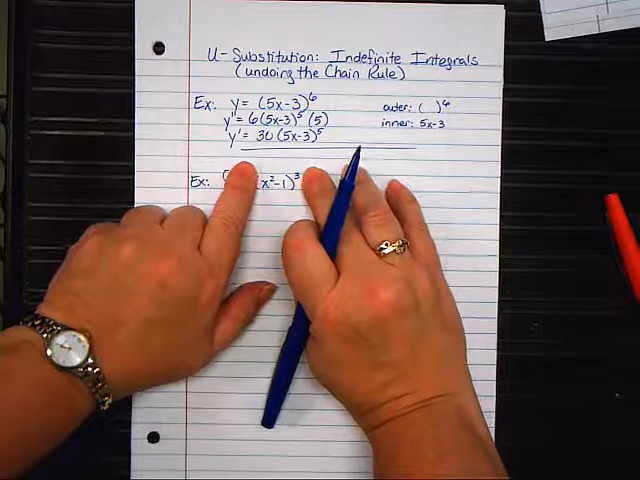 U-Substitution: Indefinite Integrals
(undoing the Chain Rule)
Ex: y = (5x-3)⁶ outer: ( )⁶
y' = 6(5x-3)⁵ (5) inner: 5x-3
y' = 30(5x-3)⁵
Ex: (x²-1)³